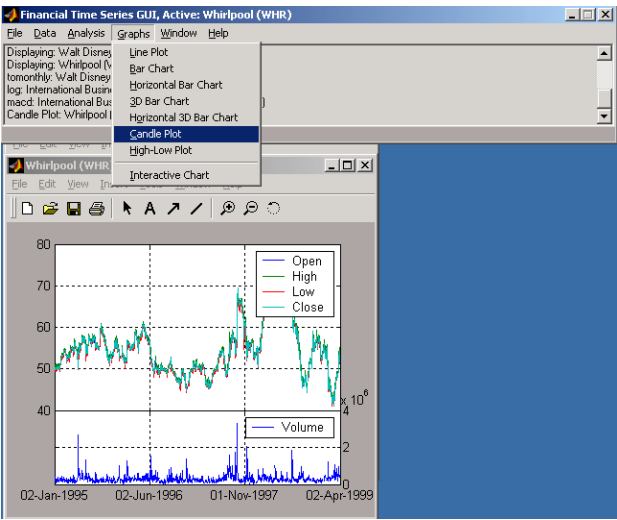 Financial Time Series GUI, Active: Whirlpool (WHR)
File Data Analysis Graphs Window Help
Displaying: Walt Disney
Displaying: Whirlpool (
tomonthly: Walt Disney
log: International Busin
macd: International Bus
Candle Plot: Whirlpool
Line Plot
Bar Chart
Horizontal Bar Chart
3D Bar Chart
Horizontal 3D Bar Chart
Candle Plot
High-Low Plot
Interactive Chart
Whirlpool (WHR
File Edit View
A
80
70
60
50
40
Open
High
Low
Close
x 10^6
4
2
0
Volume
02-Jan-1995 02-Jun-1996 01-Nov-1997 02-Apr-1999